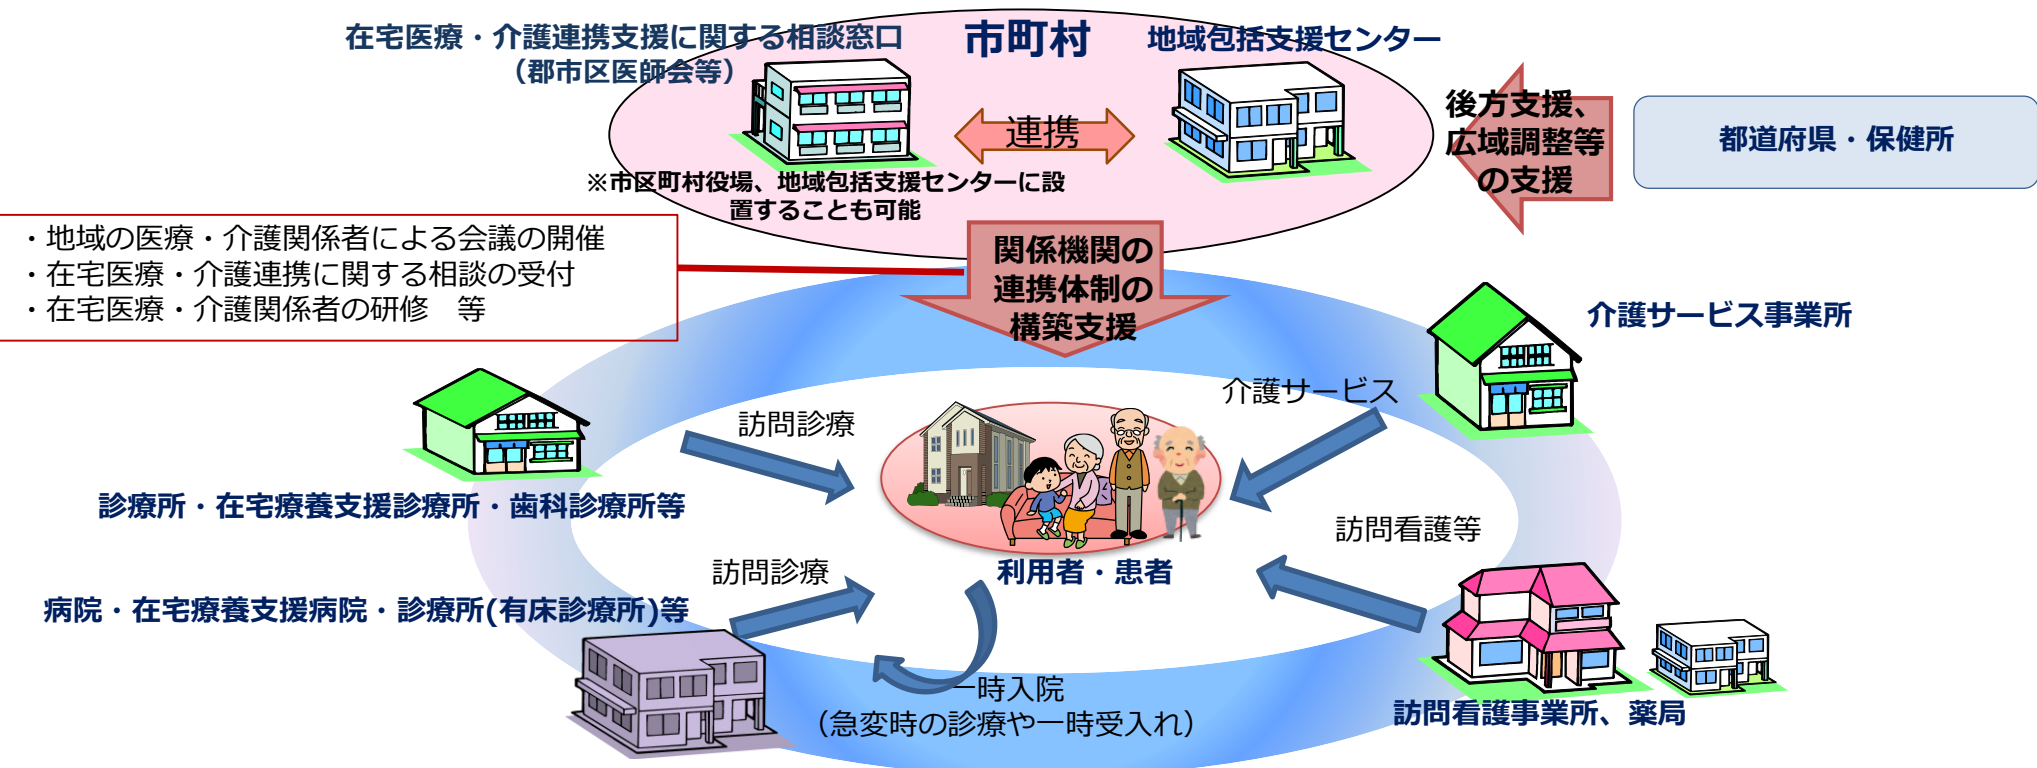 在宅医療・介護連携支援に関する相談窓口
（郡市区医師会等）
市町村
地域包括支援センター
連携
※市区町村役場、地域包括支援センターに設
置することも可能
後方支援、
広域調整等
の支援
都道府県・保健所
・地域の医療・介護関係者による会議の開催
・在宅医療・介護連携に関する相談の受付
・在宅医療・介護関係者の研修　等
関係機関の
連携体制の
構築支援
介護サービス事業所
介護サービス
訪問診療
診療所・在宅療養支援診療所・歯科診療所等
訪問看護等
利用者・患者
訪問診療
病院・在宅療養支援病院・診療所(有床診療所)等
一時入院
（急変時の診療や一時受入れ）
訪問看護事業所、薬局